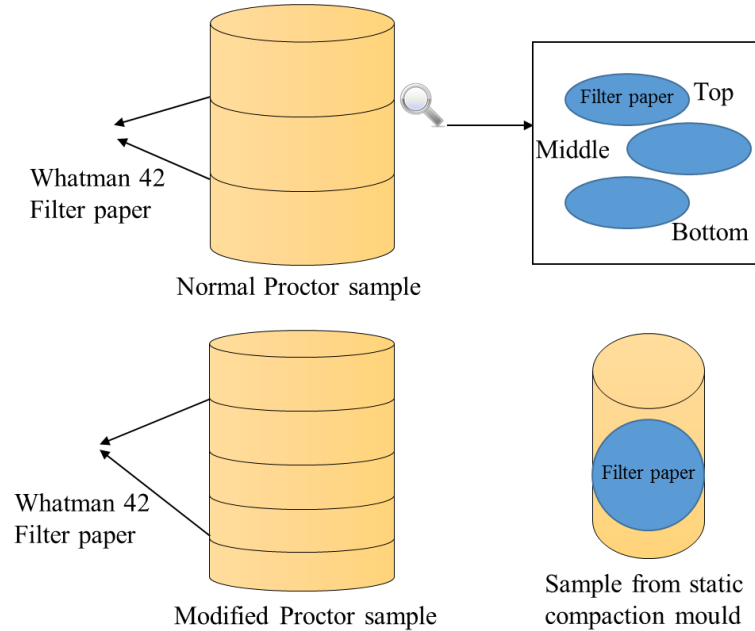 Filter paper
Top
Middle
Bottom
Whatman 42
Filter paper
Normal Proctor sample
Whatman 42
Filter paper
Modified Proctor sample
Filter paper
Sample from static
compaction mould